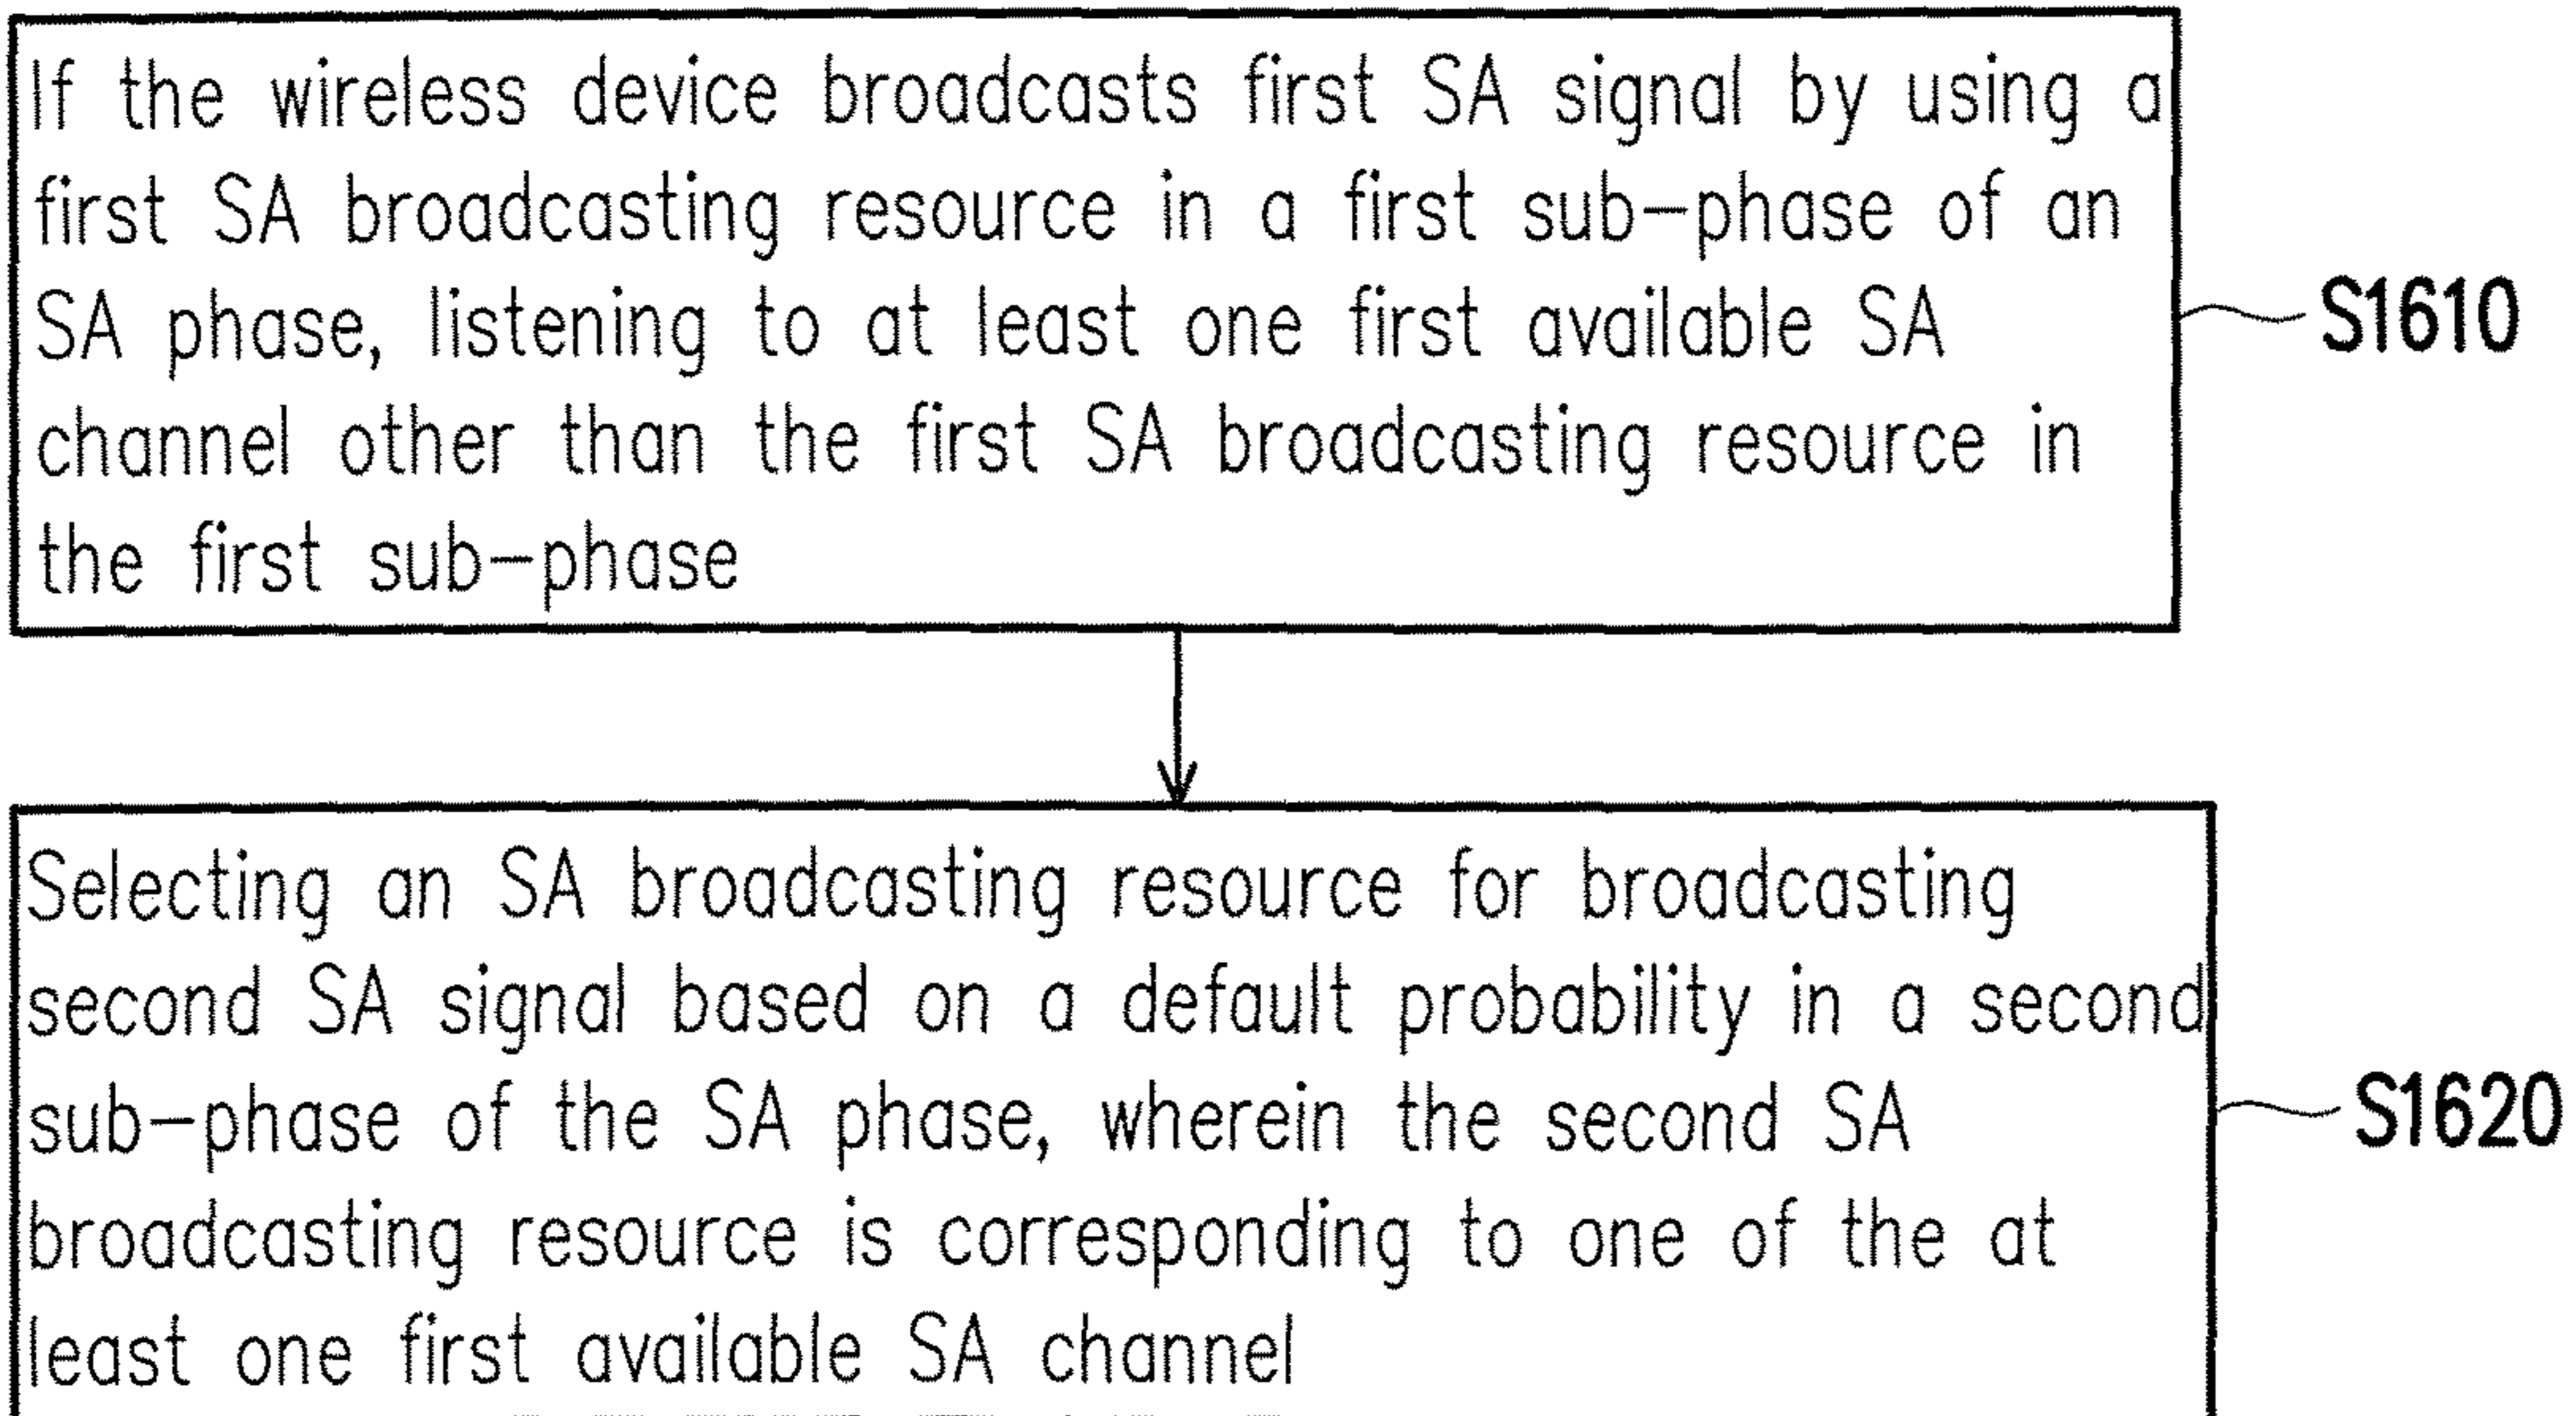 If the wireless device broadcasts first SA signal by using a
first SA broadcasting resource in a first sub-phase of an
SA phase, listening to at least one first available SA
channel other than the first SA broadcasting resource in
the first sub-phase
S1610
Selecting an SA broadcasting resource for broadcasting
second SA signal based on a default probability in a second
sub-phase of the SA phase, wherein the second SA
broadcasting resource is corresponding to one of the at
least one first available SA channel
S1620